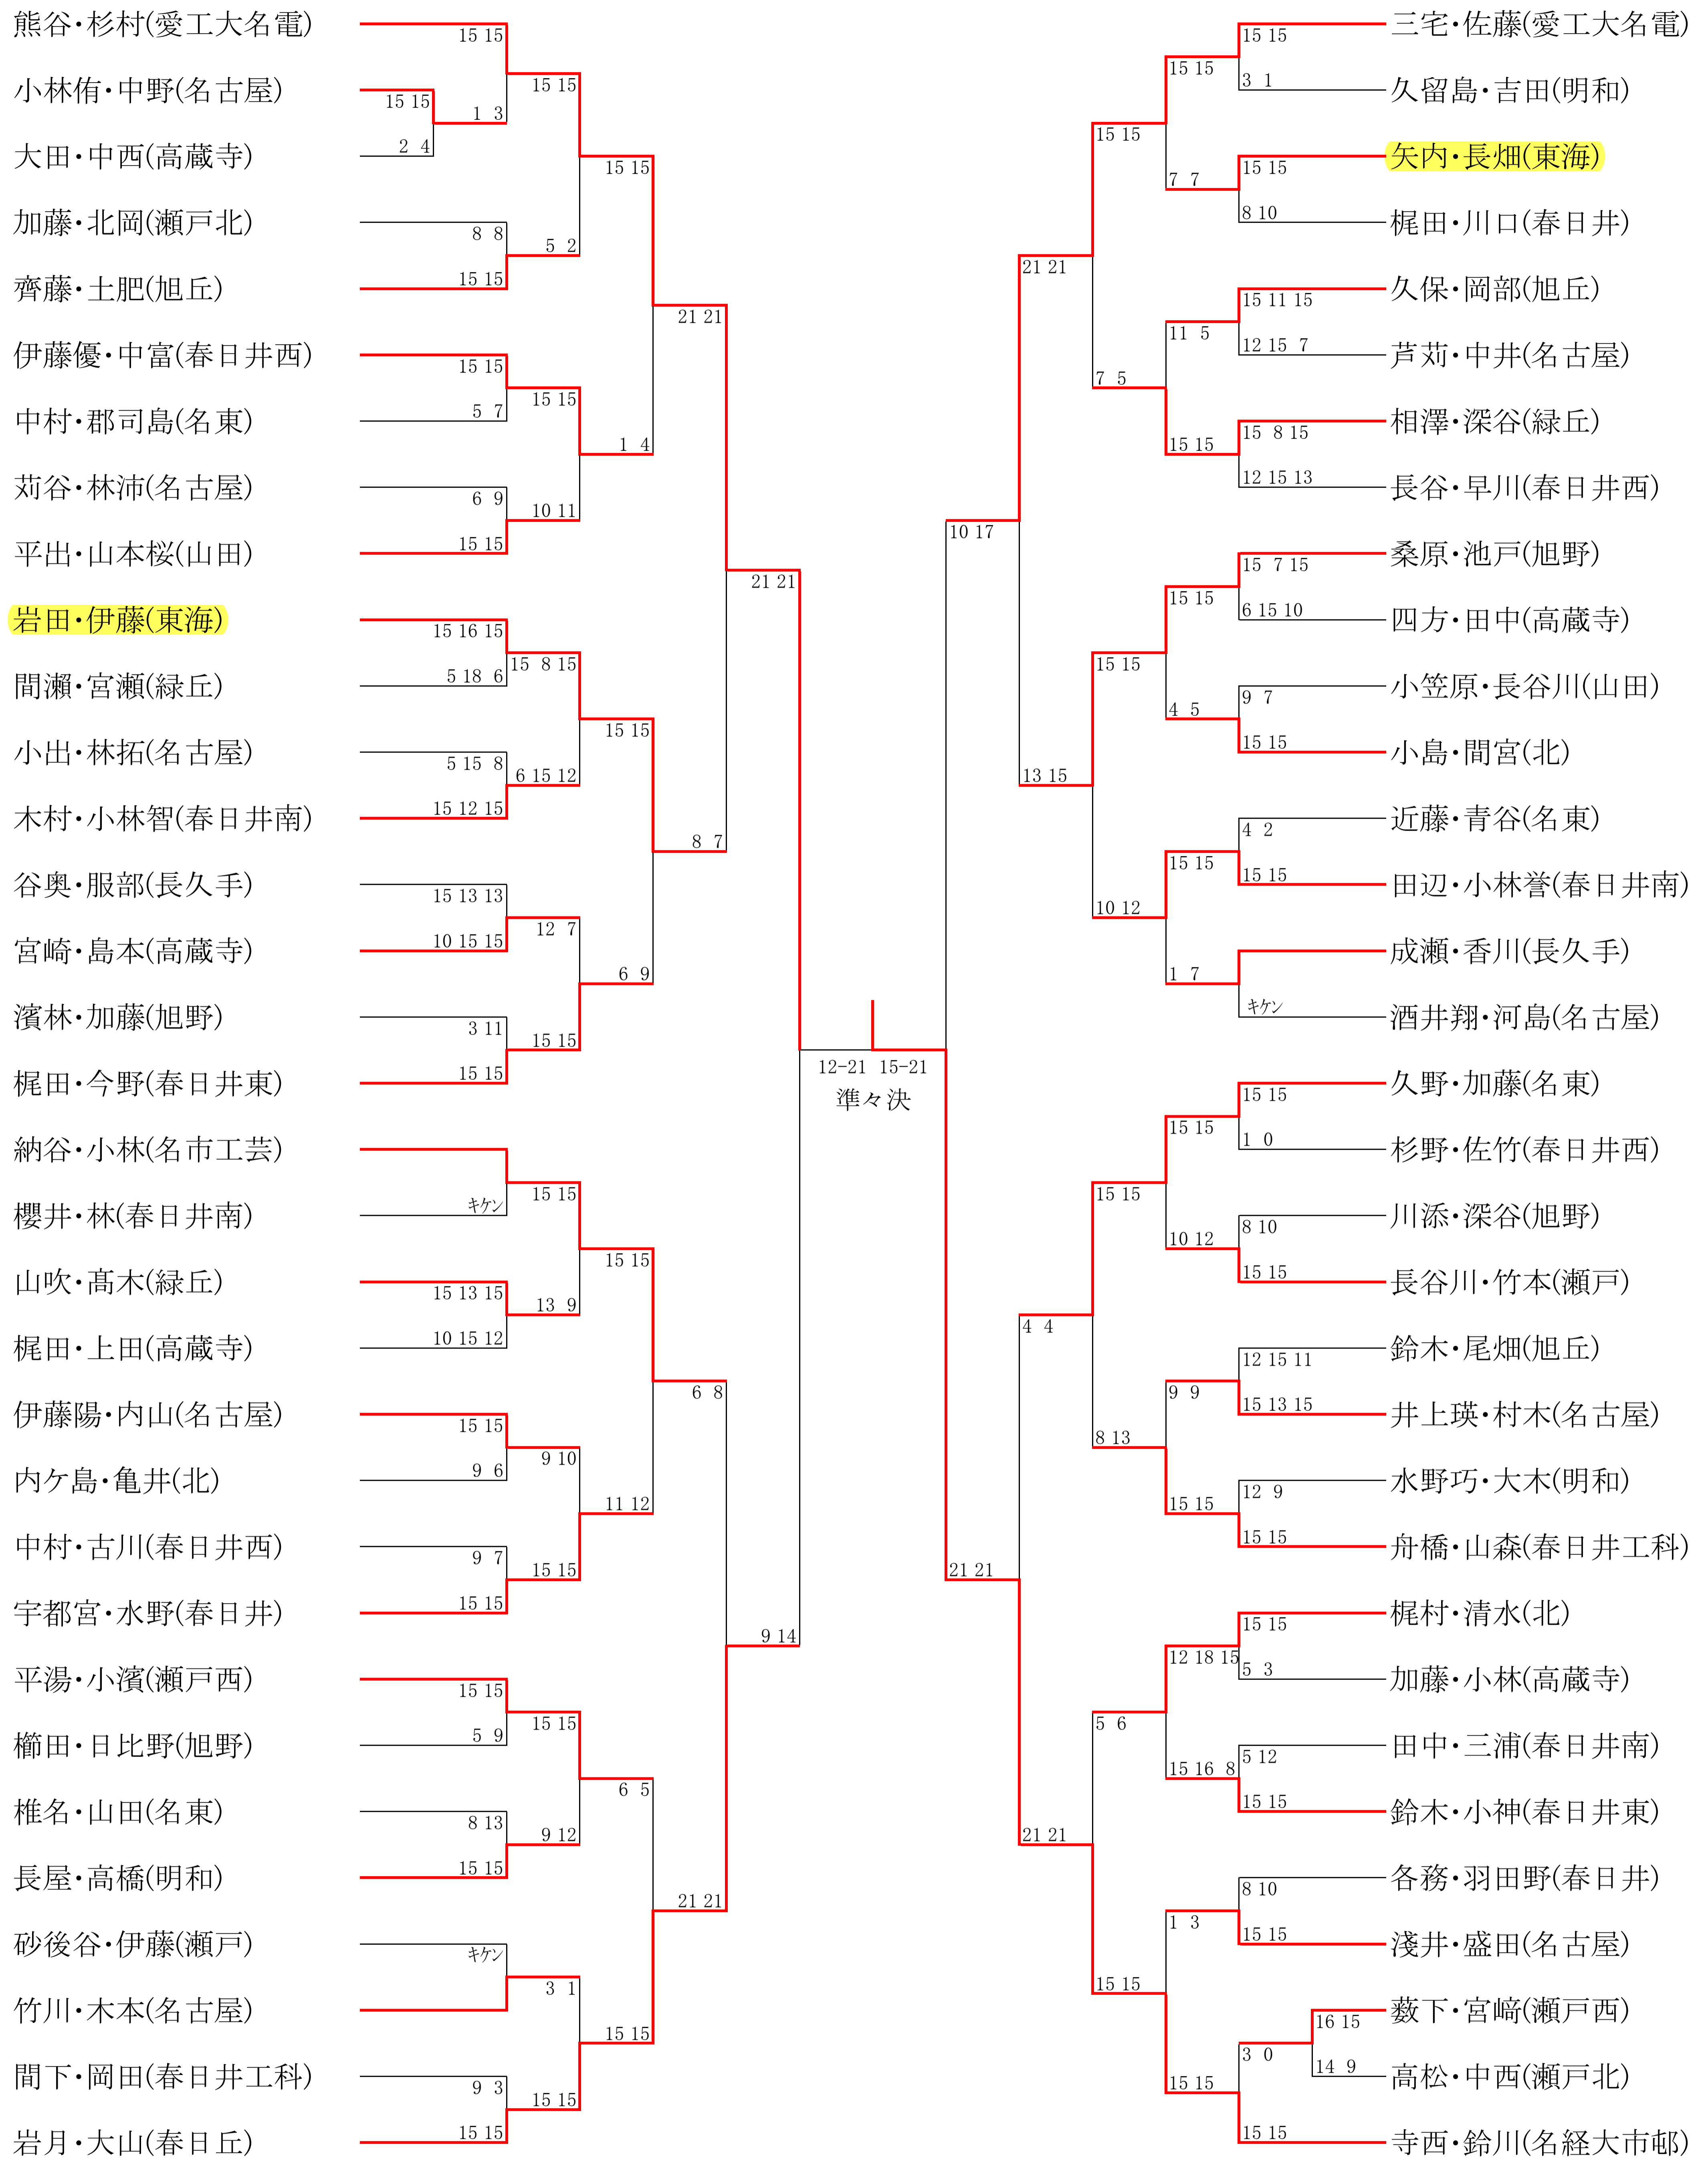 熊谷・杉村(愛工大名電)
15 15
15 15
小林侑・中野(名古屋)
15 15
1 3
大田・中西(高蔵寺)
2 4
15 15
加藤・北岡(瀬戸北)
8 8
5 2
齊藤・土肥(旭丘)
15 15
21 21
伊藤優・中富(春日井西)
15 15
15 15
中村・郡司島(名東)
5 7
1 4
苅谷・林沛(名古屋)
6 9
10 11
平出・山本桜(山田)
15 15
21 21
岩田・伊藤(東海)
15 16 15
15 8 15
間瀬・宮瀬(緑丘)
5 18 6
15 15
小出・林拓(名古屋)
5 15 8
6 15 12
木村・小林智(春日井南)
15 12 15
8 7
谷奥・服部(長久手)
15 13 13
12 7
宮崎・島本(高蔵寺)
10 15 15
6 9
濱林・加藤(旭野)
3 11
15 15
梶田・今野(春日井東)
15 15
納谷・小林(名市工芸)
15 15
櫻井・林(春日井南)
キケン
15 15
山吹・髙木(緑丘)
15 13 15
13 9
梶田・上田(高蔵寺)
10 15 12
6 8
伊藤陽・内山(名古屋)
15 15
9 10
内ケ島・亀井(北)
9 6
11 12
中村・古川(春日井西)
9 7
15 15
宇都宮・水野(春日井)
15 15
9 14
平湯・小濱(瀬戸西)
15 15
15 15
櫛田・日比野(旭野)
5 9
6 5
椎名・山田(名東)
8 13
9 12
長屋・高橋(明和)
15 15
21 21
砂後谷・伊藤(瀬戸)
キケン
3 1
竹川・木本(名古屋)
15 15
間下・岡田(春日井工科)
9 3
15 15
岩月・大山(春日丘)
15 15
12-21 15-21
準々決
三宅・佐藤(愛工大名電)
15 15
15 15
久留島・吉田(明和)
3 1
15 15
矢内・長畑(東海)
15 15
7 7
梶田・川口(春日井)
8 10
21 21
久保・岡部(旭丘)
15 11 15
11 5
芦苅・中井(名古屋)
12 15 7
7 5
相澤・深谷(緑丘)
15 8 15
15 15
長谷・早川(春日井西)
12 15 13
10 17
桑原・池戸(旭野)
15 7 15
15 15
四方・田中(高蔵寺)
6 15 10
15 15
小笠原・長谷川(山田)
9 7
4 5
小島・間宮(北)
15 15
13 15
近藤・青谷(名東)
4 2
15 15
田辺・小林誉(春日井南)
15 15
10 12
成瀬・香川(長久手)
1 7
酒井翔・河島(名古屋)
キケン
久野・加藤(名東)
15 15
15 15
杉野・佐竹(春日井西)
1 0
15 15
川添・深谷(旭野)
8 10
10 12
長谷川・竹本(瀬戸)
15 15
4 4
鈴木・尾畑(旭丘)
12 15 11
9 9
井上瑛・村木(名古屋)
15 13 15
8 13
水野巧・大木(明和)
12 9
15 15
舟橋・山森(春日井工科)
15 15
21 21
梶村・清水(北)
15 15
12 18 15
加藤・小林(高蔵寺)
5 3
5 6
田中・三浦(春日井南)
5 12
15 16 8
鈴木・小神(春日井東)
15 15
21 21
各務・羽田野(春日井)
8 10
1 3
淺井・盛田(名古屋)
15 15
15 15
薮下・宮﨑(瀬戸西)
16 15
3 0
高松・中西(瀬戸北)
14 9
15 15
寺西・鈴川(名経大市邨)
15 15